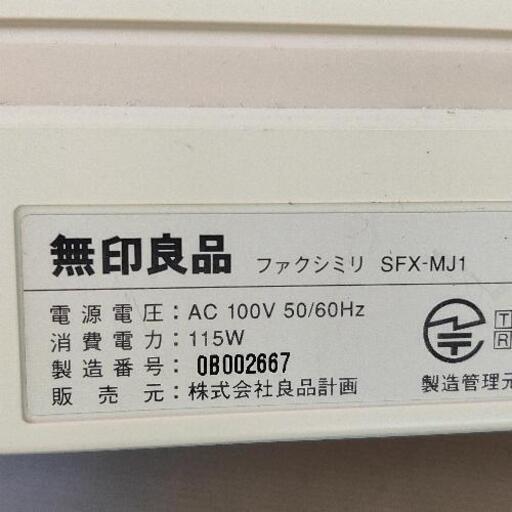 無印良品 ファクシミリ SFX-MJ1
電源電圧：AC 100V 50/60Hz
消費電力：115W
製造番号：0B002667
販売元：株式会社良品計画
T
R
製造管理元